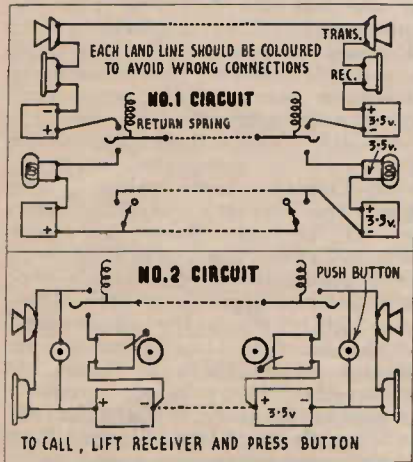 TRANS.
EACH LAND LINE SHOULD BE COLOURED
TO AVOID WRONG CONNECTIONS
REC.
NO.1 CIRCUIT
RETURN SPRING
- + + - 3·5v.
3·5v.
- + + - 3·5v.
NO.2 CIRCUIT
PUSH BUTTON
+ - + - 3·5v
TO CALL, LIFT RECEIVER AND PRESS BUTTON